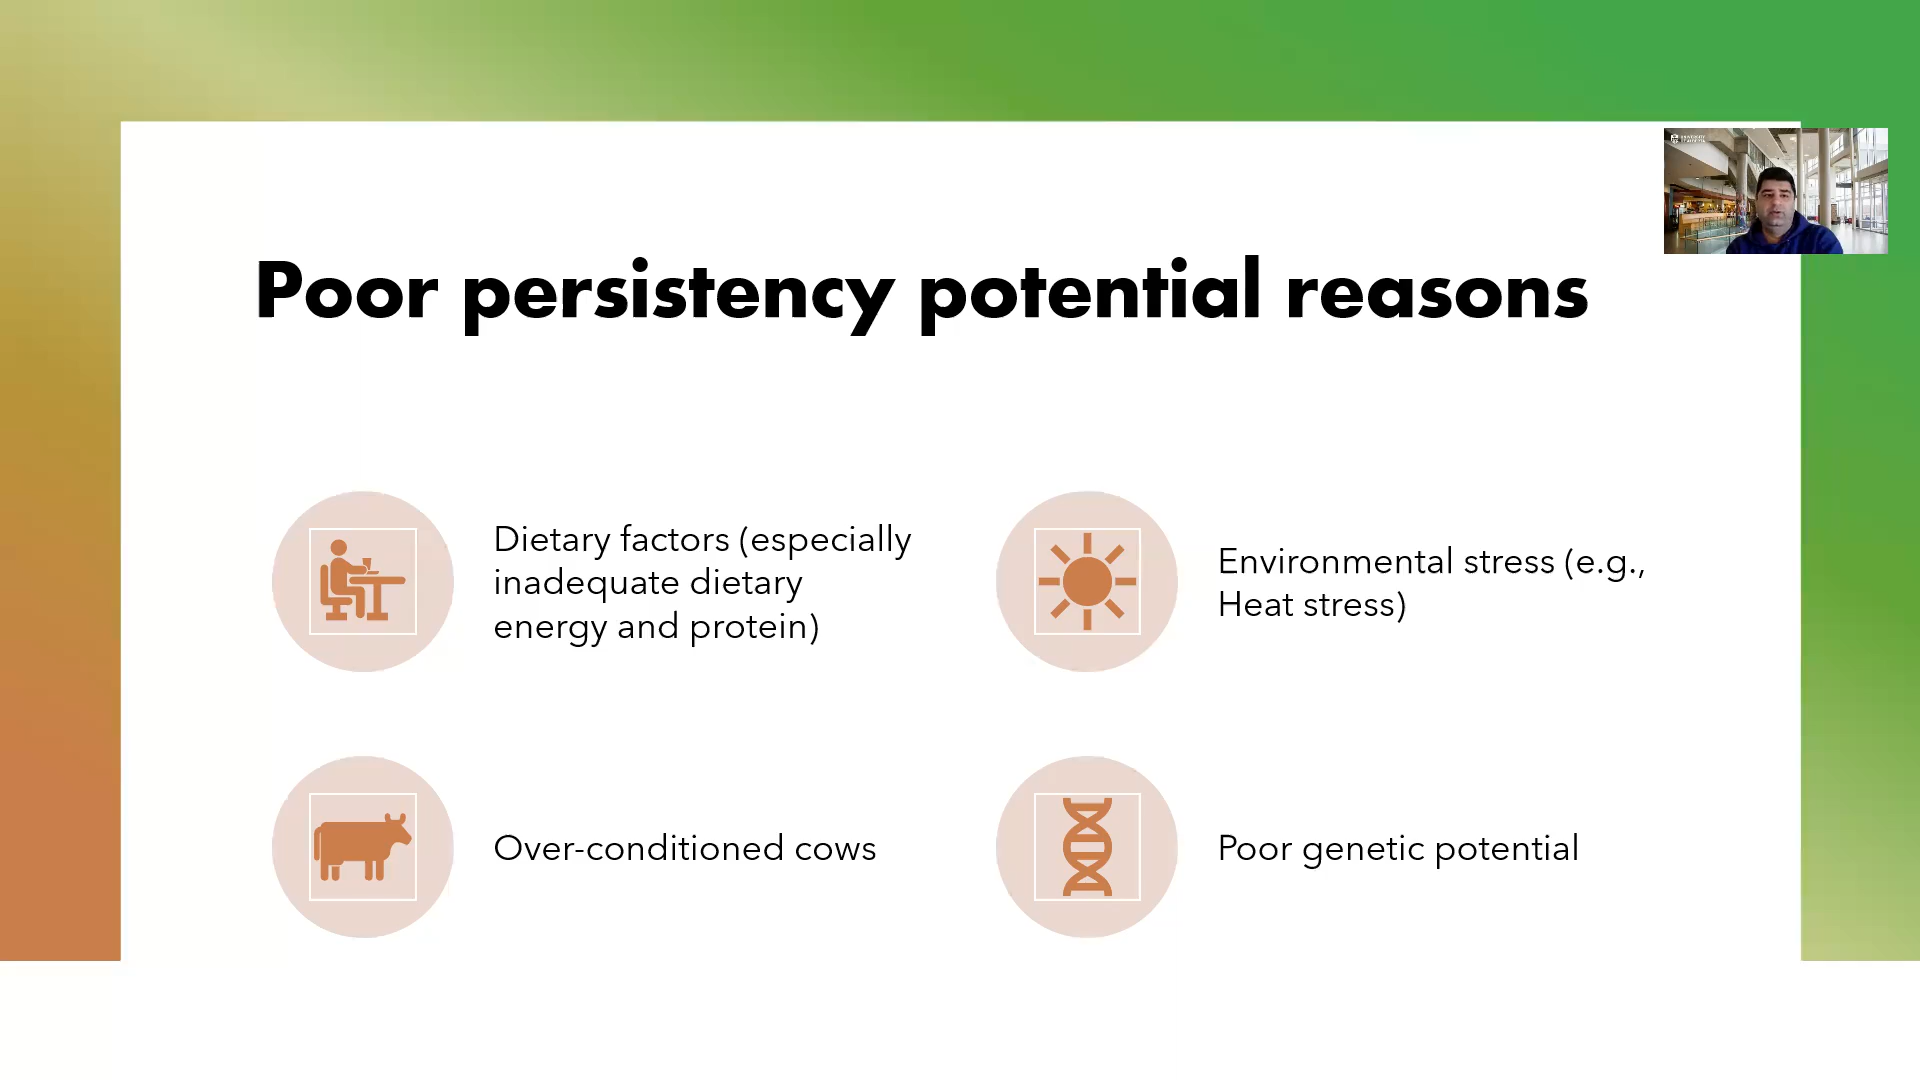 Poor persistency potential reasons
Dietary factors (especially
inadequate dietary
energy and protein)
Environmental stress (e.g.,
Heat stress)
Over-conditioned cows
Poor genetic potential